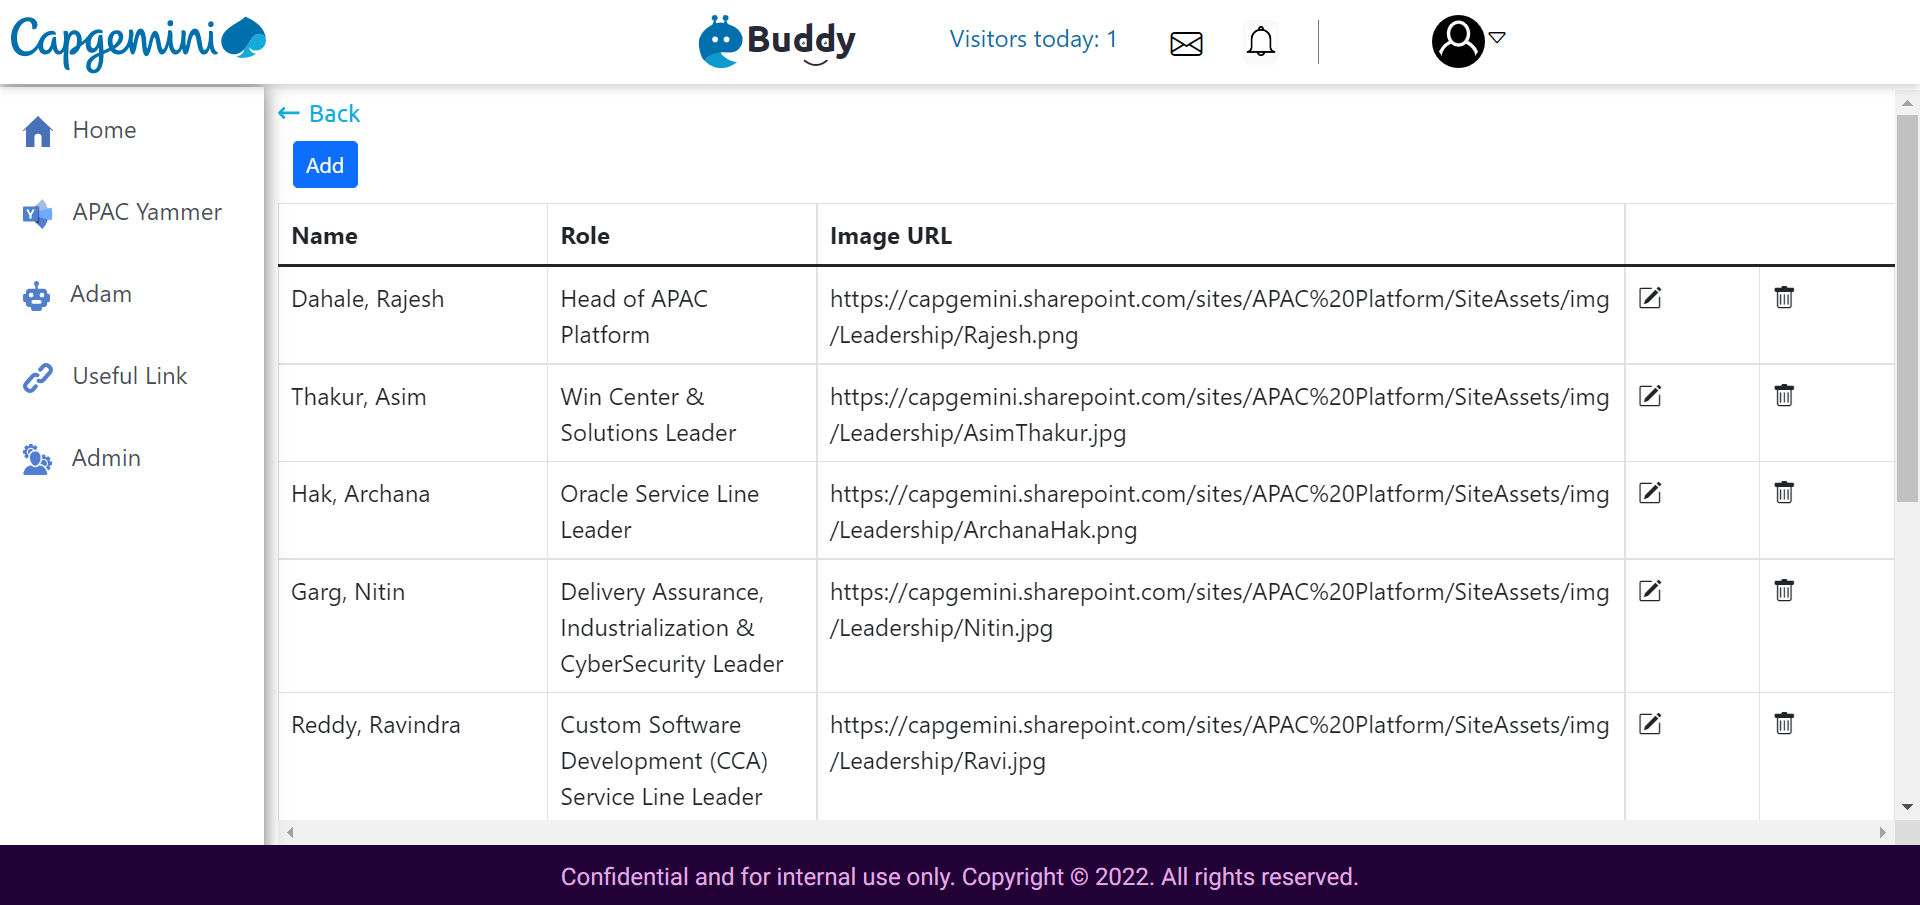 Capgemini
Buddy
Visitors today: 1
Home
APAC Yammer
Adam
Useful Link
Admin
← Back
Add
Name Role Image URL
Dahale, Rajesh Head of APAC https://capgemini.sharepoint.com/sites/APAC%20Platform/SiteAssets/img
Platform /Leadership/Rajesh.png
Thakur, Asim Win Center & https://capgemini.sharepoint.com/sites/APAC%20Platform/SiteAssets/img
Solutions Leader /Leadership/AsimThakur.jpg
Hak, Archana Oracle Service Line https://capgemini.sharepoint.com/sites/APAC%20Platform/SiteAssets/img
Leader /Leadership/ArchanaHak.png
Garg, Nitin Delivery Assurance, https://capgemini.sharepoint.com/sites/APAC%20Platform/SiteAssets/img
Industrialization & /Leadership/Nitin.jpg
CyberSecurity Leader
Reddy, Ravindra Custom Software https://capgemini.sharepoint.com/sites/APAC%20Platform/SiteAssets/img
Development (CCA) /Leadership/Ravi.jpg
Service Line Leader
Confidential and for internal use only. Copyright © 2022. All rights reserved.